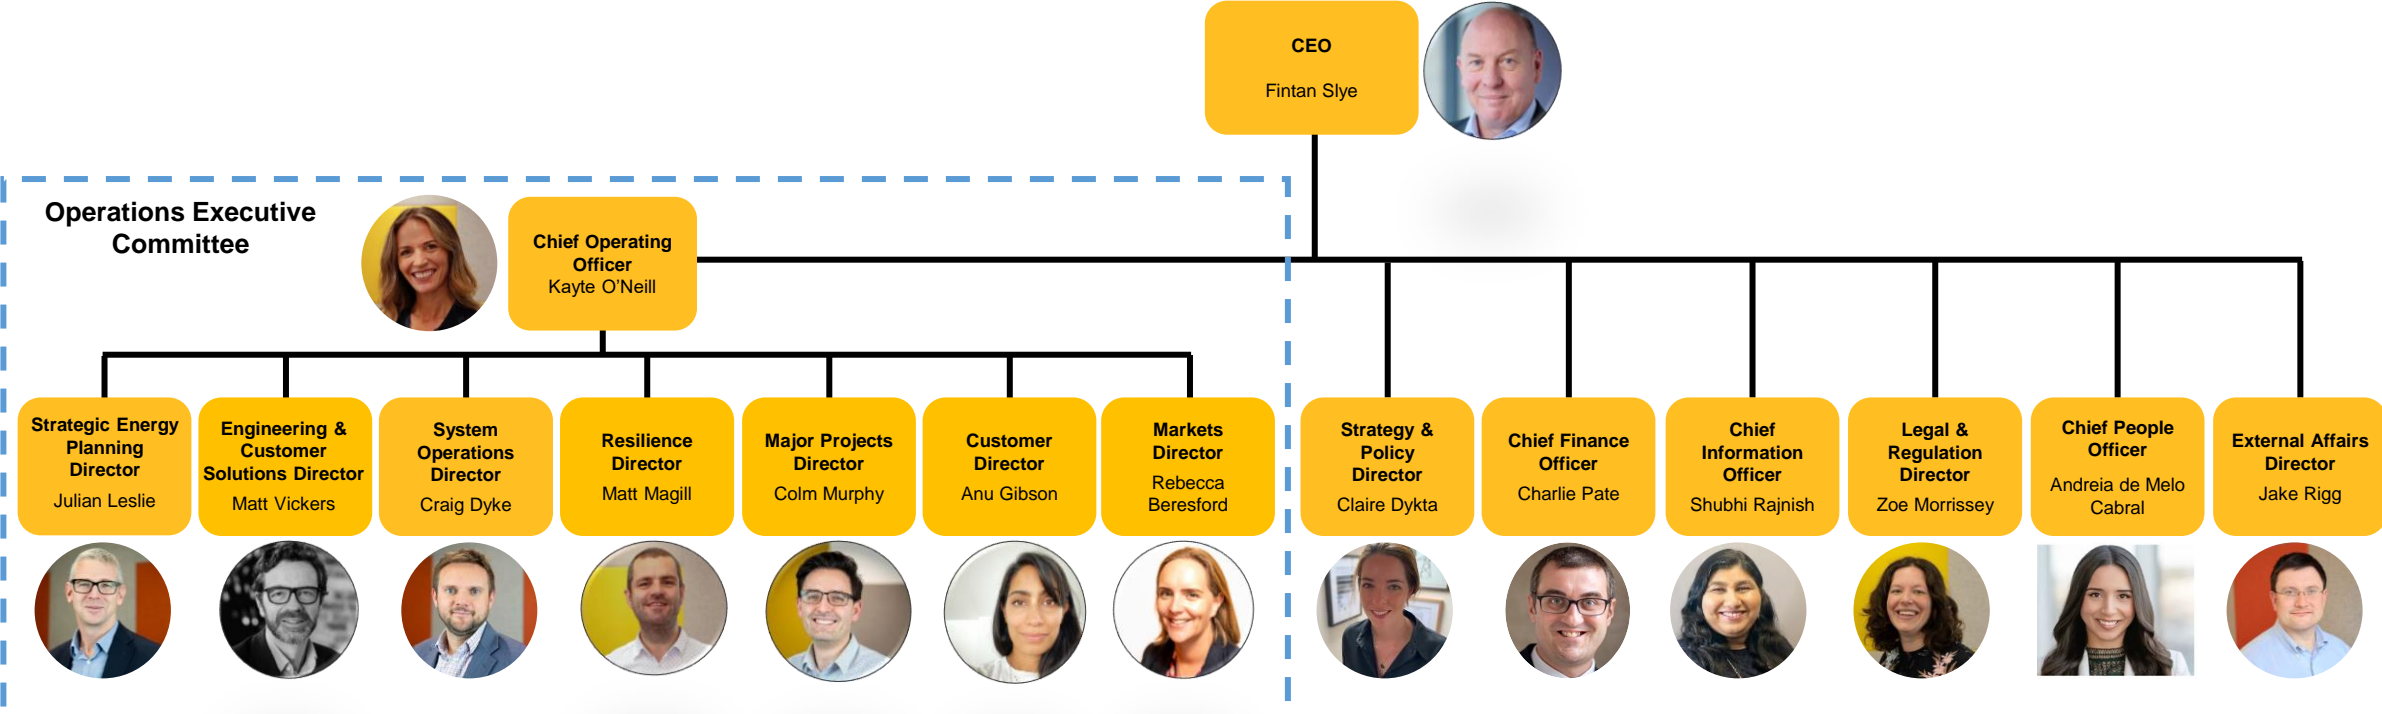 CEO
Fintan Slye
Operations Executive
Committee
Chief Operating
Officer
Kayte O’Neill
Strategic Energy
Planning
Director
Julian Leslie
Engineering &
Customer
Solutions Director
Matt Vickers
System
Operations
Director
Craig Dyke
Resilience
Director
Matt Magill
Major Projects
Director
Colm Murphy
Customer
Director
Anu Gibson
Markets
Director
Rebecca
Beresford
Strategy &
Policy
Director
Claire Dykta
Chief Finance
Officer
Charlie Pate
Chief
Information
Officer
Shubhi Rajnish
Legal &
Regulation
Director
Zoe Morrissey
Chief People
Officer
Andreia de Melo
Cabral
External Affairs
Director
Jake Rigg